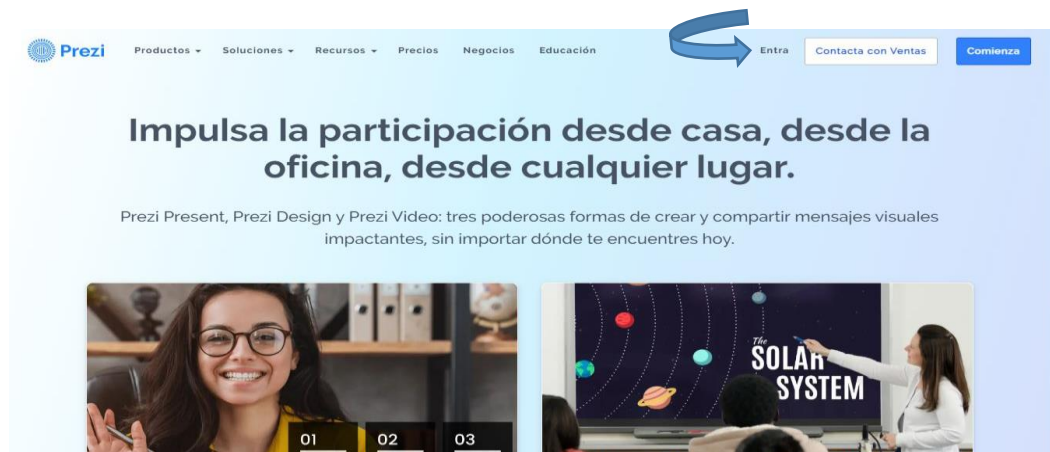 Prezi Productos Soluciones Recursos Precios Negocios Educación Entra Contacta con Ventas Comienza
Impulsa la participación desde casa, desde la
oficina, desde cualquier lugar.
Prezi Present, Prezi Design y Prezi Video: tres poderosas formas de crear y compartir mensajes visuales
impactantes, sin importar dónde te encuentres hoy.
01 02 03
The
SOLAR
SYSTEM